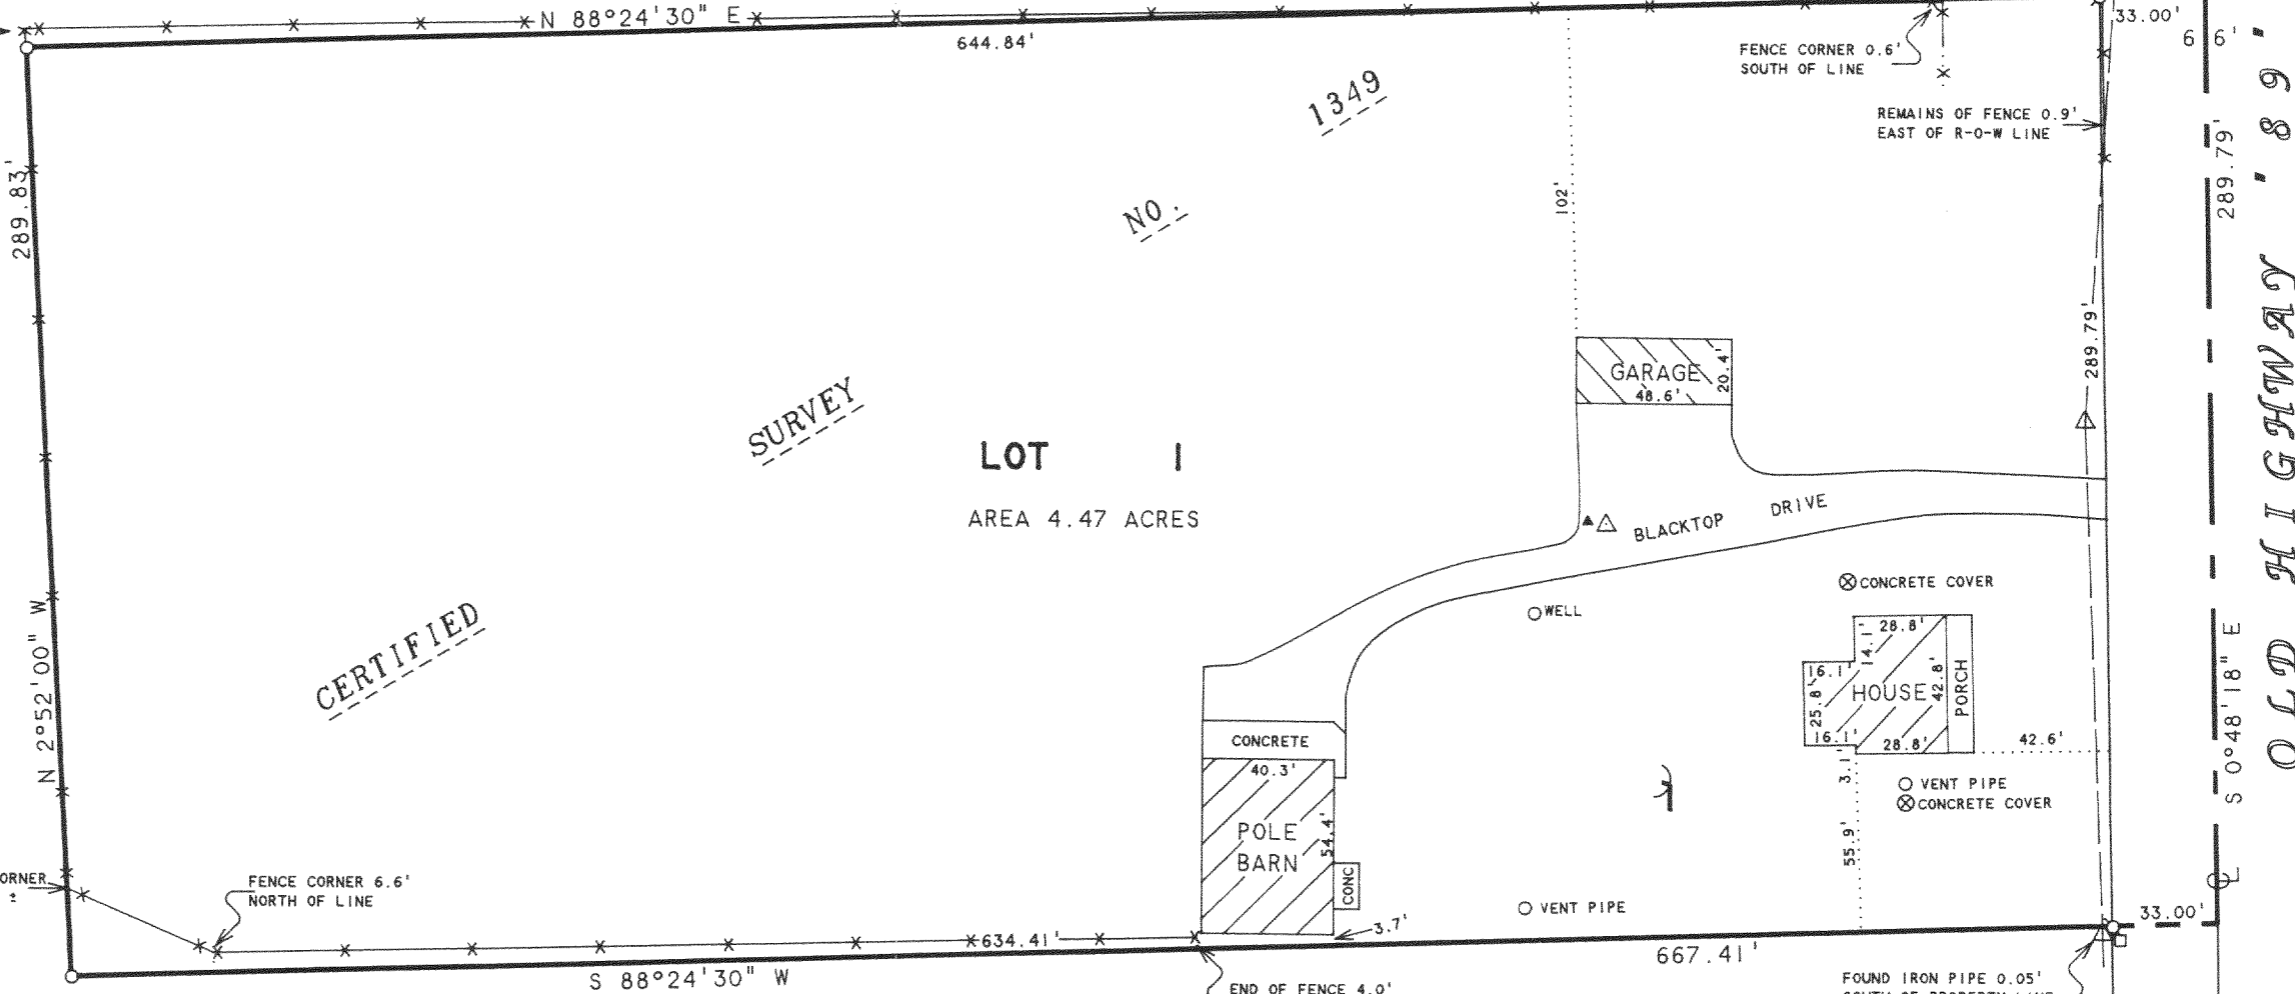 N 88°24'30" E
644.84'
33.00'
6 6'
FENCE CORNER 0.6'
SOUTH OF LINE
REMAINS OF FENCE 0.9'
EAST OF R-O-W LINE
1349
NO.
SURVEY
CERTIFIED
289.83'
N 2°52'00" W
102'
289.79'
289.79'
OLD HIGHWAY "89"
GARAGE
20.4'
48.6'
LOT 1
AREA 4.47 ACRES
BLACKTOP DRIVE
CONCRETE COVER
WELL
28.8'
14.1'
16.1'
HOUSE
42.8'
PORCH
25.8'
16.1'
28.8'
42.6'
3.1'
55.9'
S 0°48'18" E
CONCRETE
40.3'
POLE
BARN
54.4'
CONC
3.7'
VENT PIPE
CONCRETE COVER
VENT PIPE
ORNER
FENCE CORNER 6.6'
NORTH OF LINE
634.41'
667.41'
33.00'
S 88°24'30" W
END OF FENCE 4.0'
FOUND IRON PIPE 0.05'
SOUTH OF PROPERTY LINE